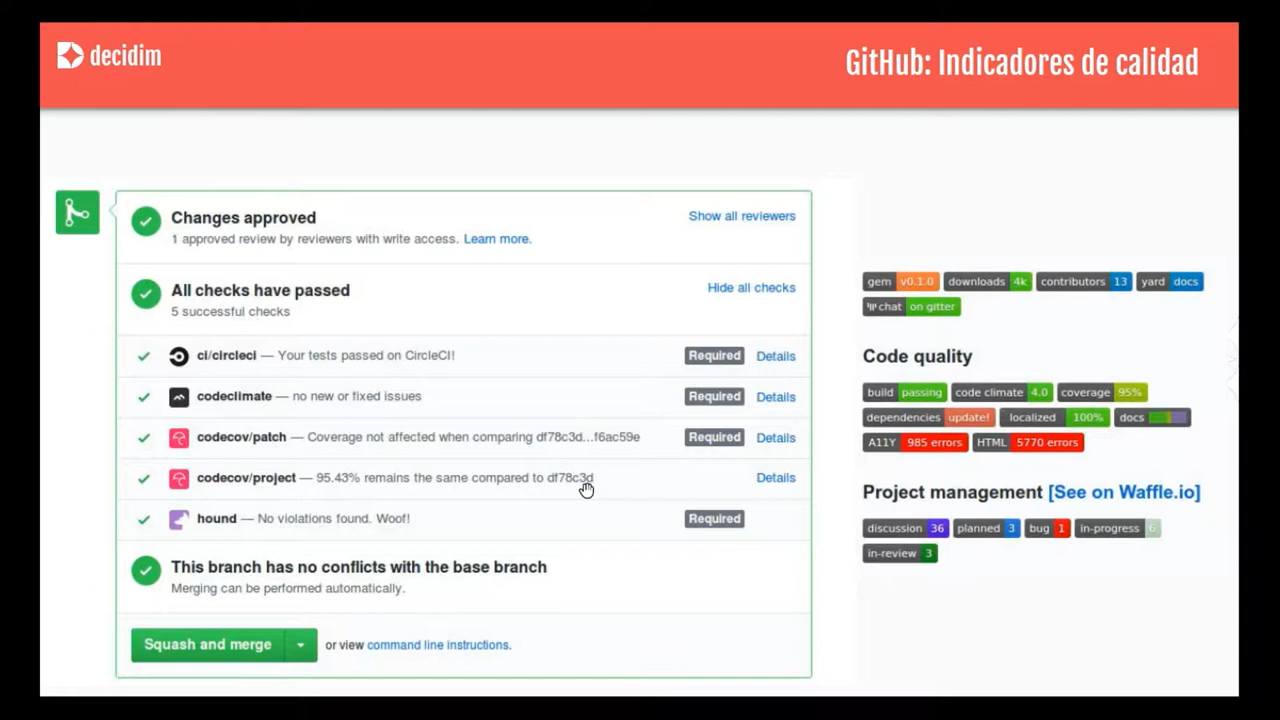 decidim
GitHub: Indicadores de calidad
Changes approved
Show all reviewers
1 approved review by reviewers with write access. Learn more.
All checks have passed
Hide all checks
5 successful checks
ci/circleci — Your tests passed on CircleCI! Required Details
codeclimate — no new or fixed issues Required Details
codecov/patch — Coverage not affected when comparing df78c3d...f6ac59e Required Details
codecov/project — 95.43% remains the same compared to df78c3d Details
hound — No violations found. Woof! Required
This branch has no conflicts with the base branch
Merging can be performed automatically.
Squash and merge or view command line instructions.
gem v0.1.0 downloads 4k contributors 13 yard docs
chat on gitter
Code quality
build passing code climate 4.0 coverage 95%
dependencies update! localized 100% docs
A11Y 985 errors HTML 5770 errors
Project management [See on Waffle.io]
discussion 36 planned 3 bug 1 in-progress 6
in-review 3